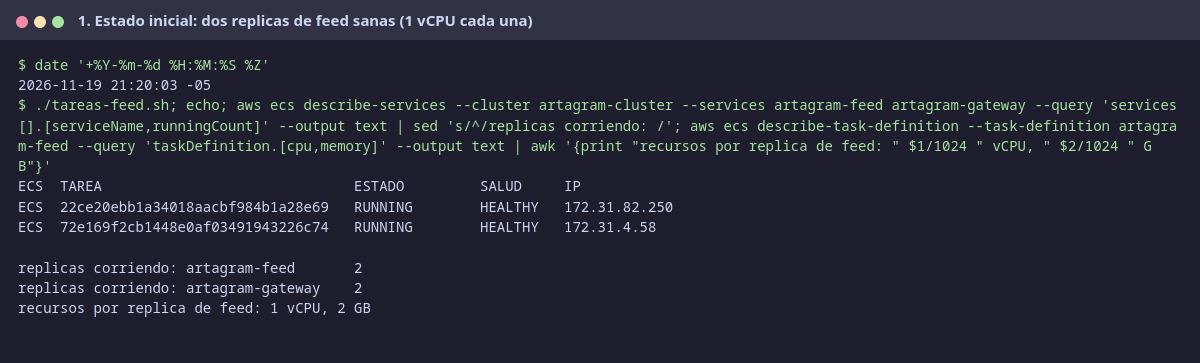 1. Estado inicial: dos replicas de feed sanas (1 vCPU cada una)
$ date '+%Y-%m-%d %H:%M:%S %Z'
2026-11-19 21:20:03 -05
$ ./tareas-feed.sh; echo; aws ecs describe-services --cluster artagram-cluster --services artagram-feed artagram-gateway --query 'services
[].[serviceName,runningCount]' --output text | sed 's/^/replicas corriendo: /'; aws ecs describe-task-definition --task-definition artagra
m-feed --query 'taskDefinition.[cpu,memory]' --output text | awk '{print "recursos por replica de feed: " $1/1024 " vCPU, " $2/1024 " G
B"}'
ECS  TAREA                              ESTADO         SALUD     IP
ECS  22ce20ebb1a34018aacbf984b1a28e69   RUNNING        HEALTHY   172.31.82.250
ECS  72e169f2cb1448e0af03491943226c74   RUNNING        HEALTHY   172.31.4.58
replicas corriendo: artagram-feed       2
replicas corriendo: artagram-gateway    2
recursos por replica de feed: 1 vCPU, 2 GB